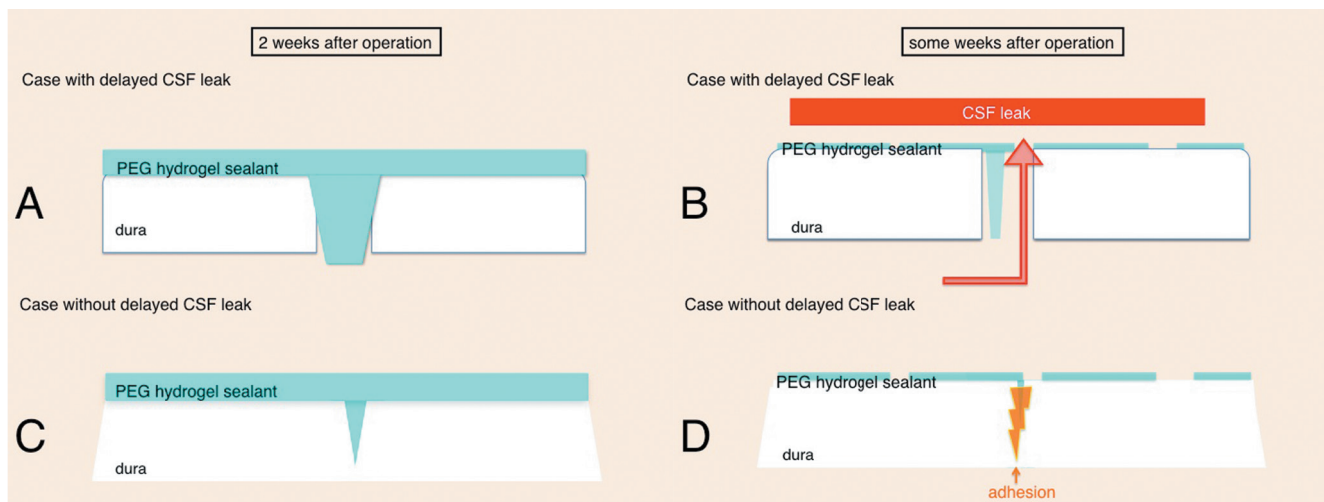 2 weeks after operation
some weeks after operation
Case with delayed CSF leak
Case with delayed CSF leak
CSF leak
PEG hydrogel sealant
PEG hydrogel sealant
A
B
dura
dura
Case without delayed CSF leak
Case without delayed CSF leak
PEG hydrogel sealant
PEG hydrogel sealant
C
D
dura
dura
adhesion